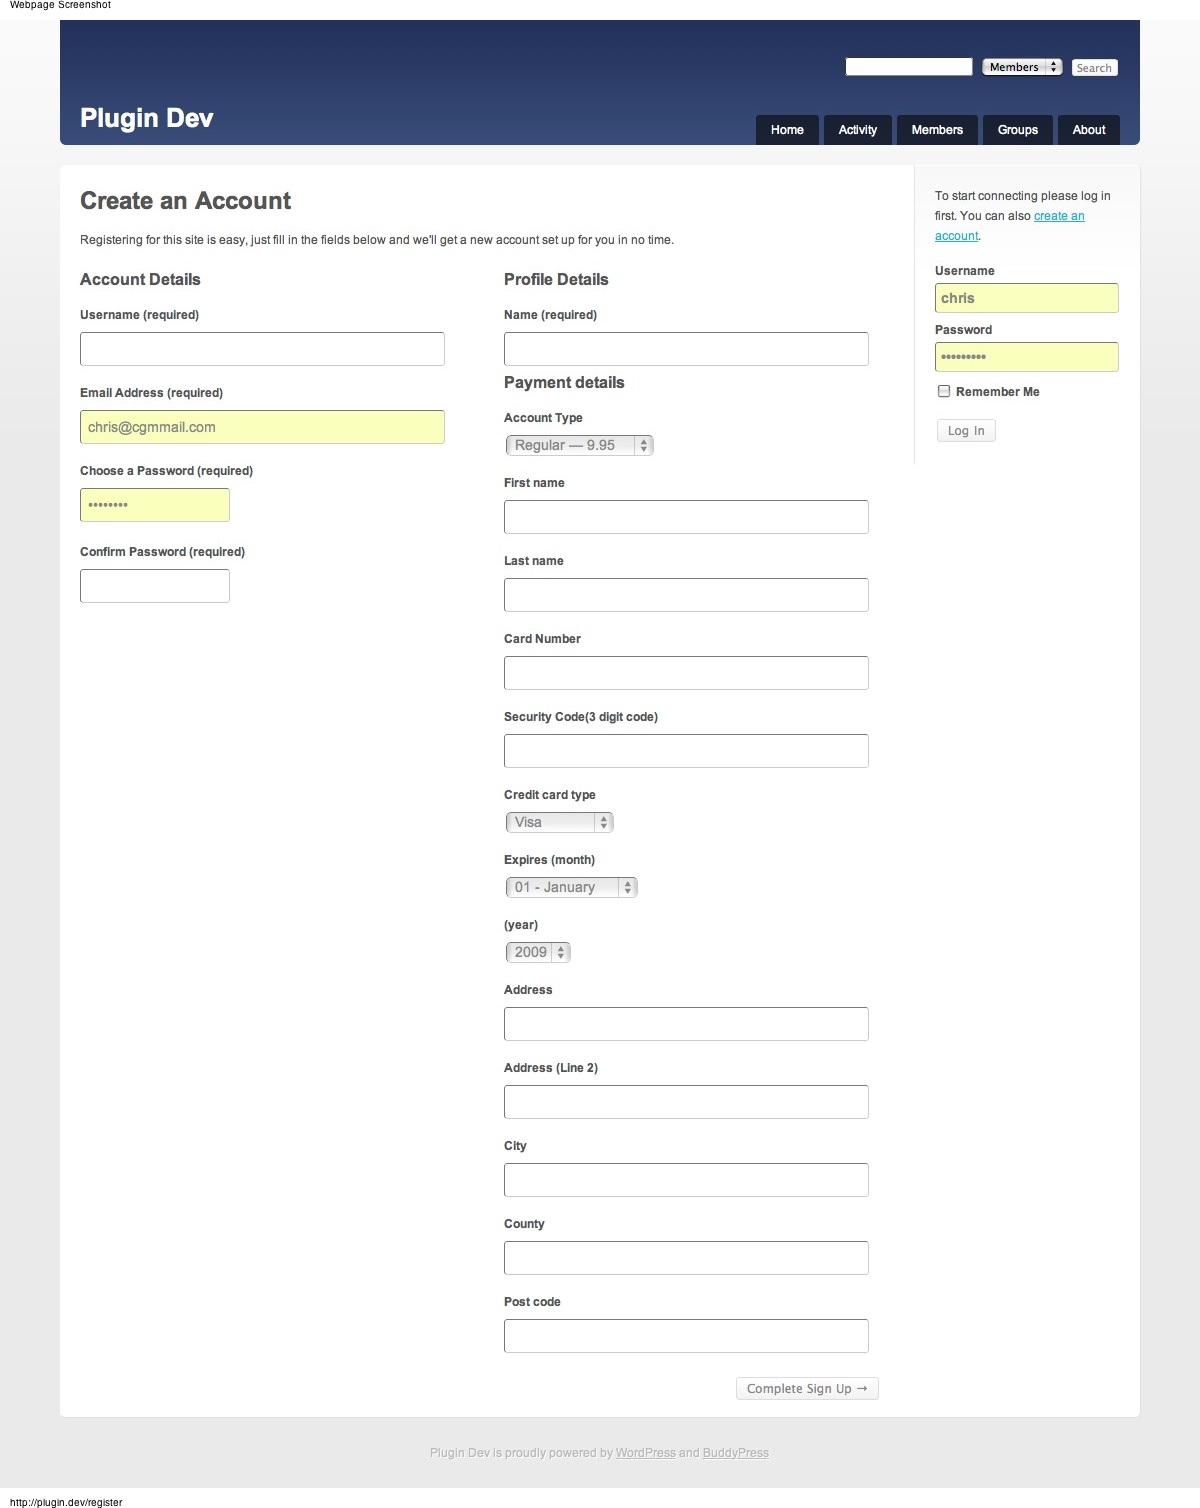 Webpage Screenshot
Members
Search
Plugin Dev
Home
Activity
Members
Groups
About
Create an Account
Registering for this site is easy, just fill in the fields below and we'll get a new account set up for you in no time.
Account Details
Username (required)
Email Address (required)
chris@cgmmail.com
Choose a Password (required)
••••••••
Confirm Password (required)
Profile Details
Name (required)
Payment details
Account Type
Regular — 9.95
First name
Last name
Card Number
Security Code(3 digit code)
Credit card type
Visa
Expires (month)
01 - January
(year)
2009
Address
Address (Line 2)
City
County
Post code
Complete Sign Up →
To start connecting please log in
first. You can also create an
account.
Username
chris
Password
•••••••••
Remember Me
Log In
Plugin Dev is proudly powered by WordPress and BuddyPress
http://plugin.dev/register